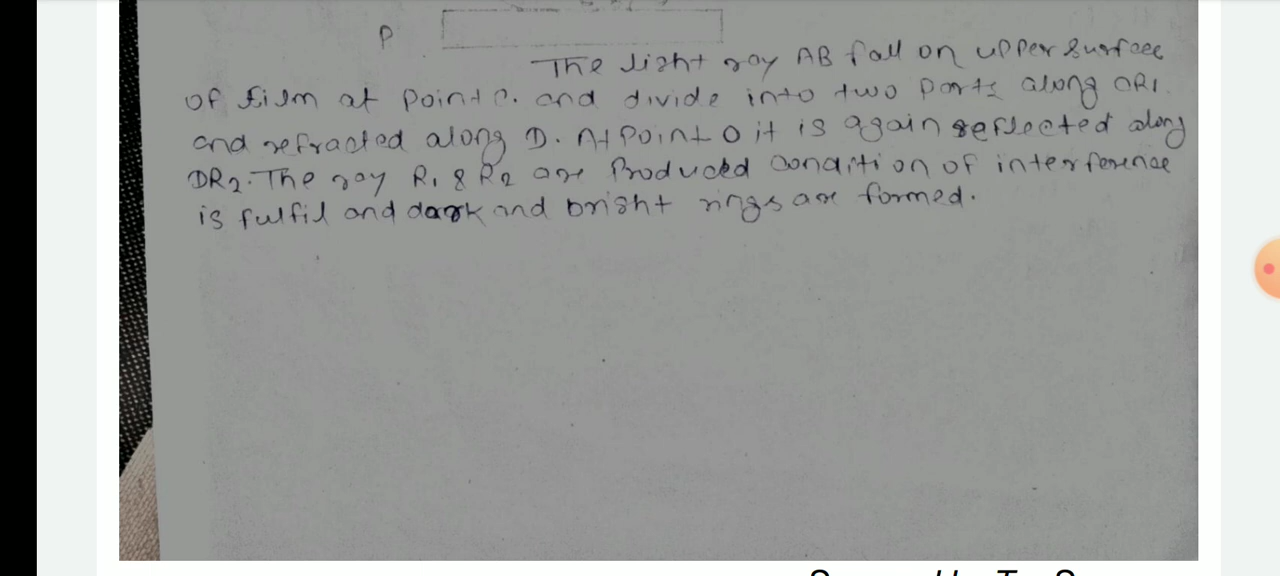 P
The light ray AB fall on upper surface
of film at point C. and divide into two parts along CR1.
and refracted along D. At Point D it is again reflected along
DR2. The ray R1 & R2 are Produced condition of interference
is fulfil and dark and bright rings are formed.